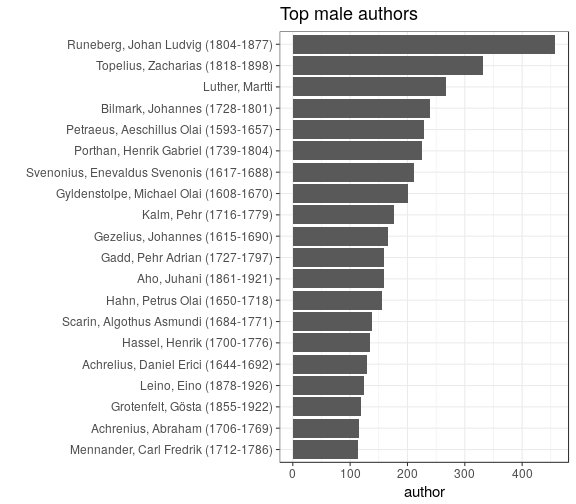 Top male authors
Runeberg, Johan Ludvig (1804-1877)
Topelius, Zacharias (1818-1898)
Luther, Martti
Bilmark, Johannes (1728-1801)
Petraeus, Aeschillus Olai (1593-1657)
Porthan, Henrik Gabriel (1739-1804)
Svenonius, Enevaldus Svenonis (1617-1688)
Gyldenstolpe, Michael Olai (1608-1670)
Kalm, Pehr (1716-1779)
Gezelius, Johannes (1615-1690)
Gadd, Pehr Adrian (1727-1797)
Aho, Juhani (1861-1921)
Hahn, Petrus Olai (1650-1718)
Scarin, Algothus Asmundi (1684-1771)
Hassel, Henrik (1700-1776)
Achrelius, Daniel Erici (1644-1692)
Leino, Eino (1878-1926)
Grotenfelt, Gösta (1855-1922)
Achrenius, Abraham (1706-1769)
Mennander, Carl Fredrik (1712-1786)
0 100 200 300 400
author